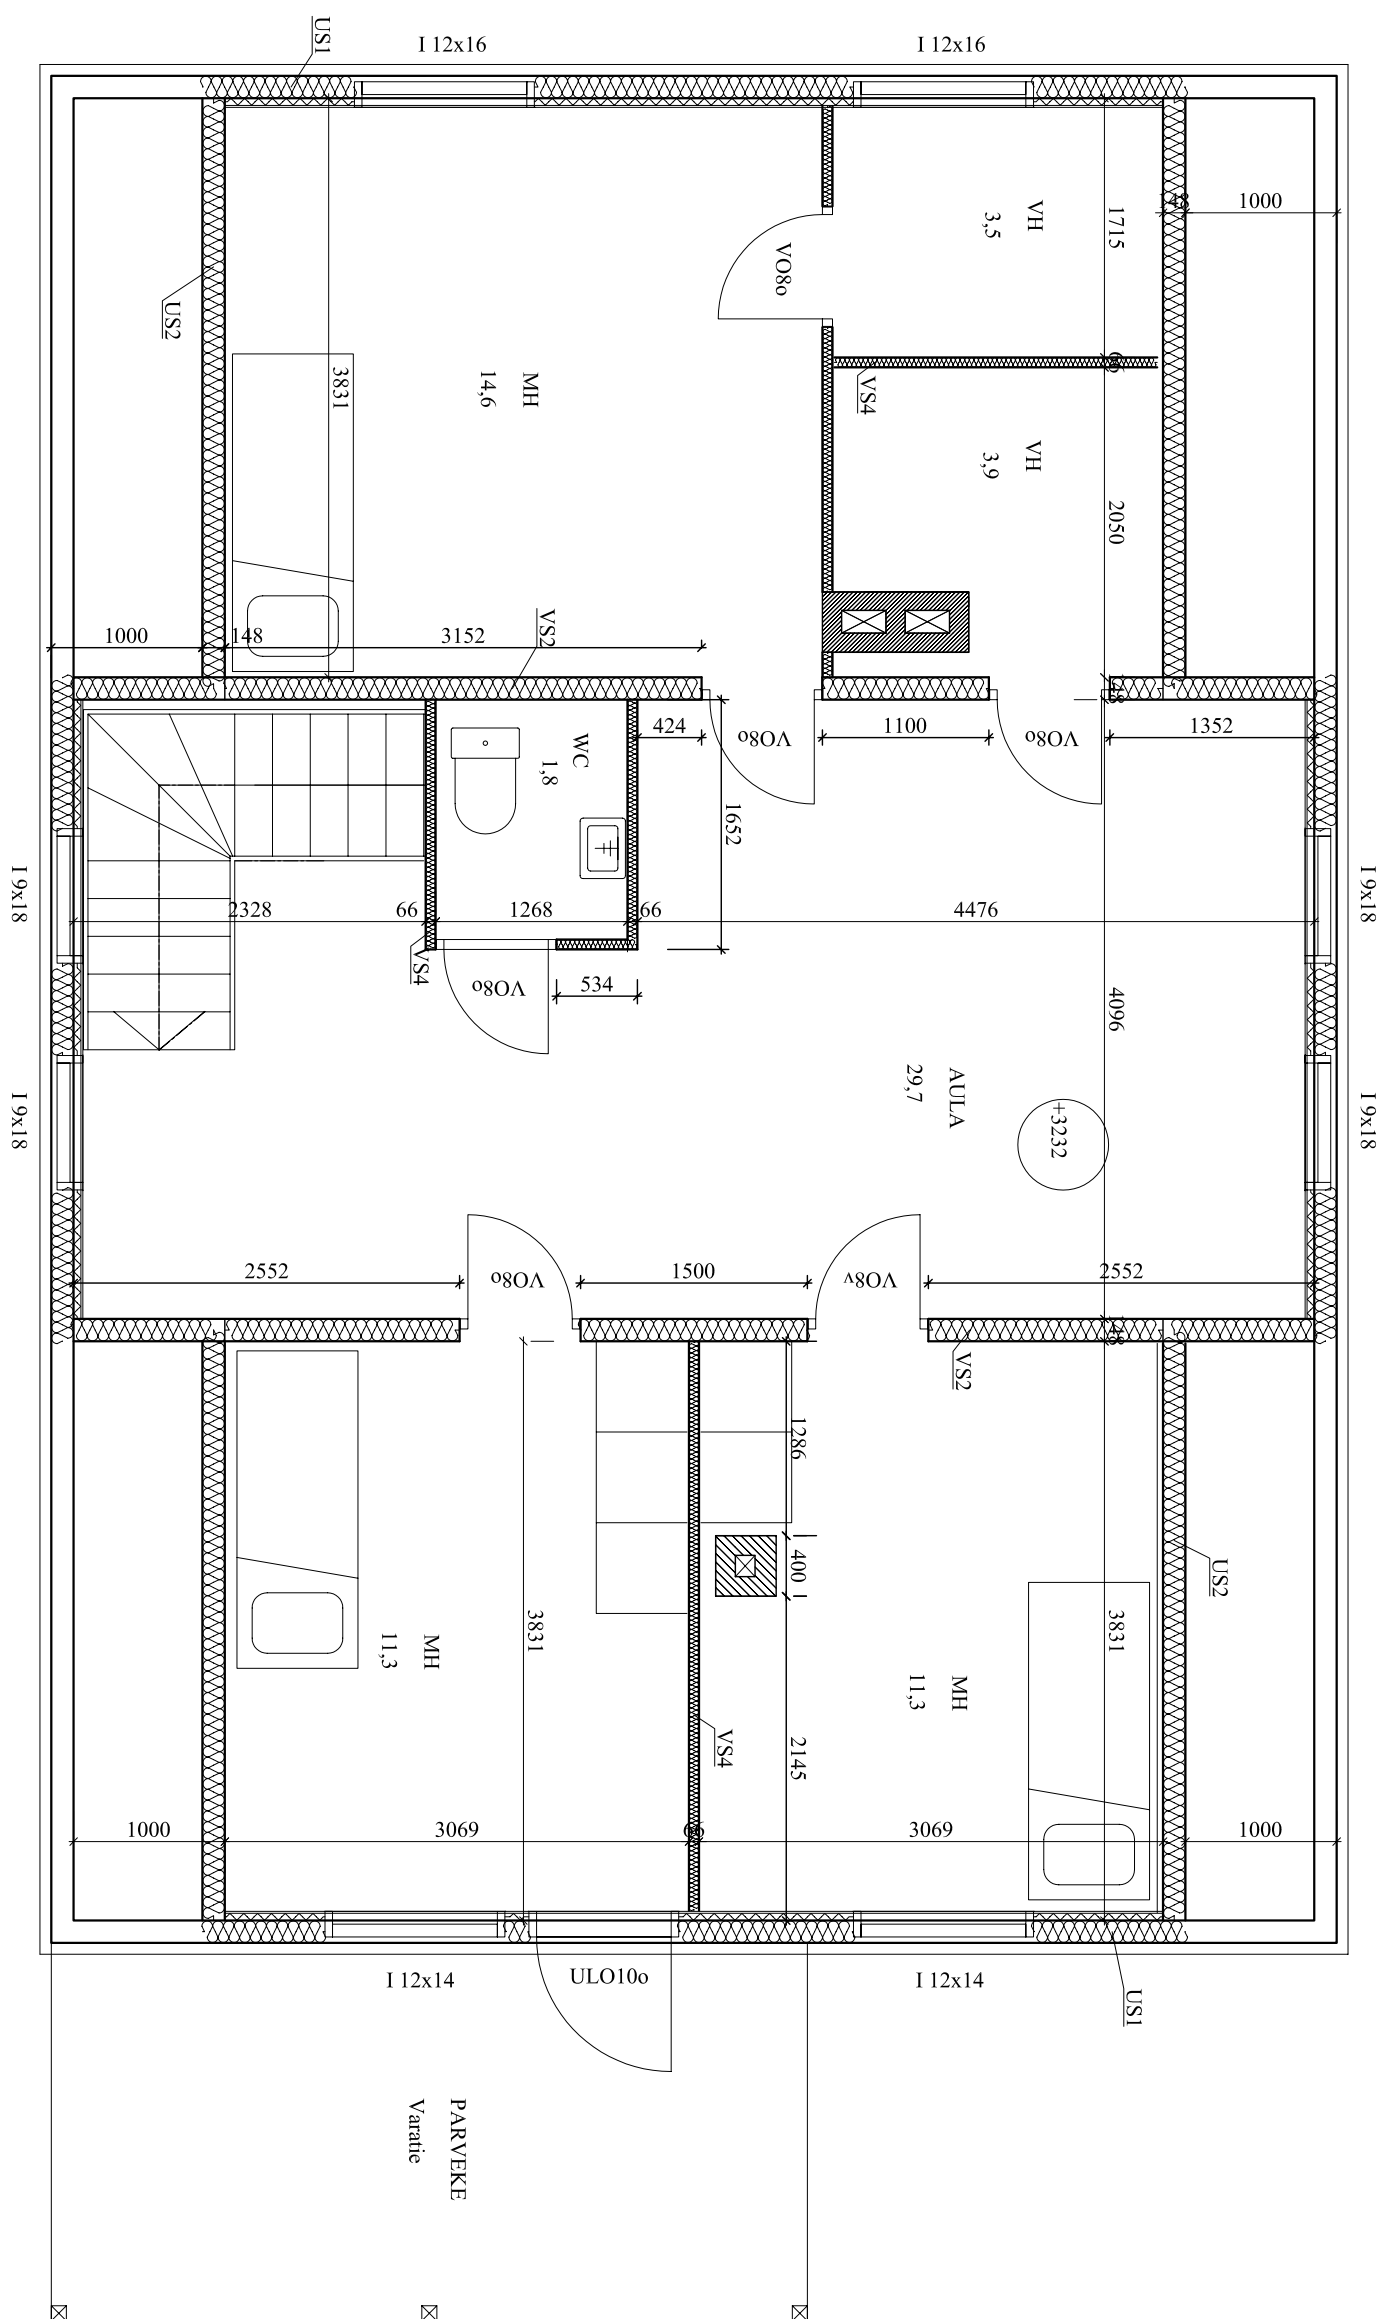 US1
I 12x16
I 12x16
148
1000
VH
3,5
1715
VO8o
US2
66
VS4
3831
MH
14,6
VH
3,9
2050
1000
148
3152
VS2
148
424
VO8o
1100
VO8o
1352
WC
1,8
1652
I 9x18
I 9x18
2328
66
1268
66
4476
VS4
VO8o
534
4096
AULA
29,7
+3232
I 9x18
I 9x18
2552
VO8o
1500
VO8v
2552
148
VS2
1286
400
US2
3831
3831
MH
11,3
MH
11,3
VS4
2145
1000
3069
66
3069
1000
I 12x14
ULO10o
I 12x14
US1
PARVEKE
Varatie